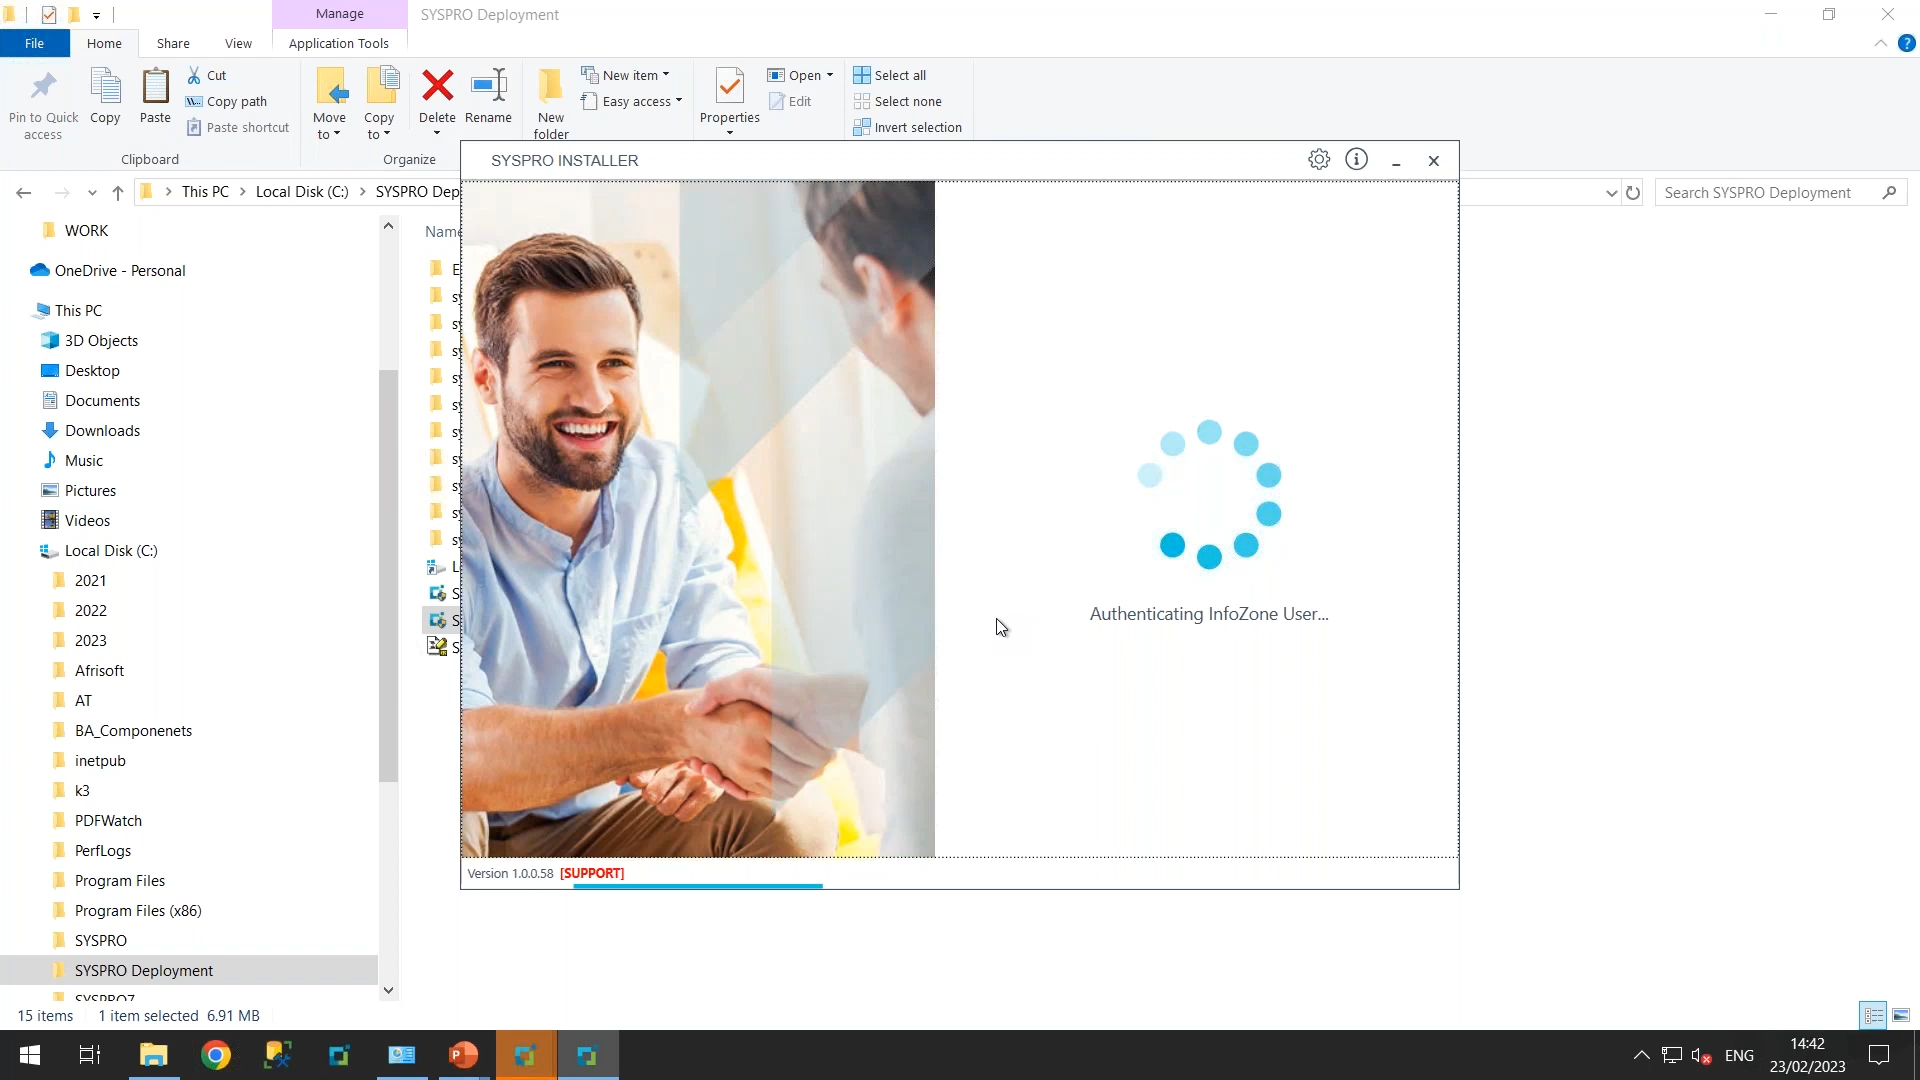 Manage
SYSPRO Deployment
File
Home
Share
View
Application Tools
Pin to Quick access
Copy
Paste
Cut
Copy path
Paste shortcut
Clipboard
Move to
Copy to
Delete
Rename
Organize
New folder
New item
Easy access
Properties
Open
Edit
Select all
Select none
Invert selection
This PC
Local Disk (C:)
SYSPRO Dep
Search SYSPRO Deployment
SYSPRO INSTALLER
WORK
OneDrive - Personal
This PC
3D Objects
Desktop
Documents
Downloads
Music
Pictures
Videos
Local Disk (C:)
2021
2022
2023
Afrisoft
AT
BA_Componenets
inetpub
k3
PDFWatch
PerfLogs
Program Files
Program Files (x86)
SYSPRO
SYSPRO Deployment
SYSPRO7
Authenticating InfoZone User...
Version 1.0.0.58 [SUPPORT]
15 items
1 item selected 6.91 MB
ENG
14:42
23/02/2023